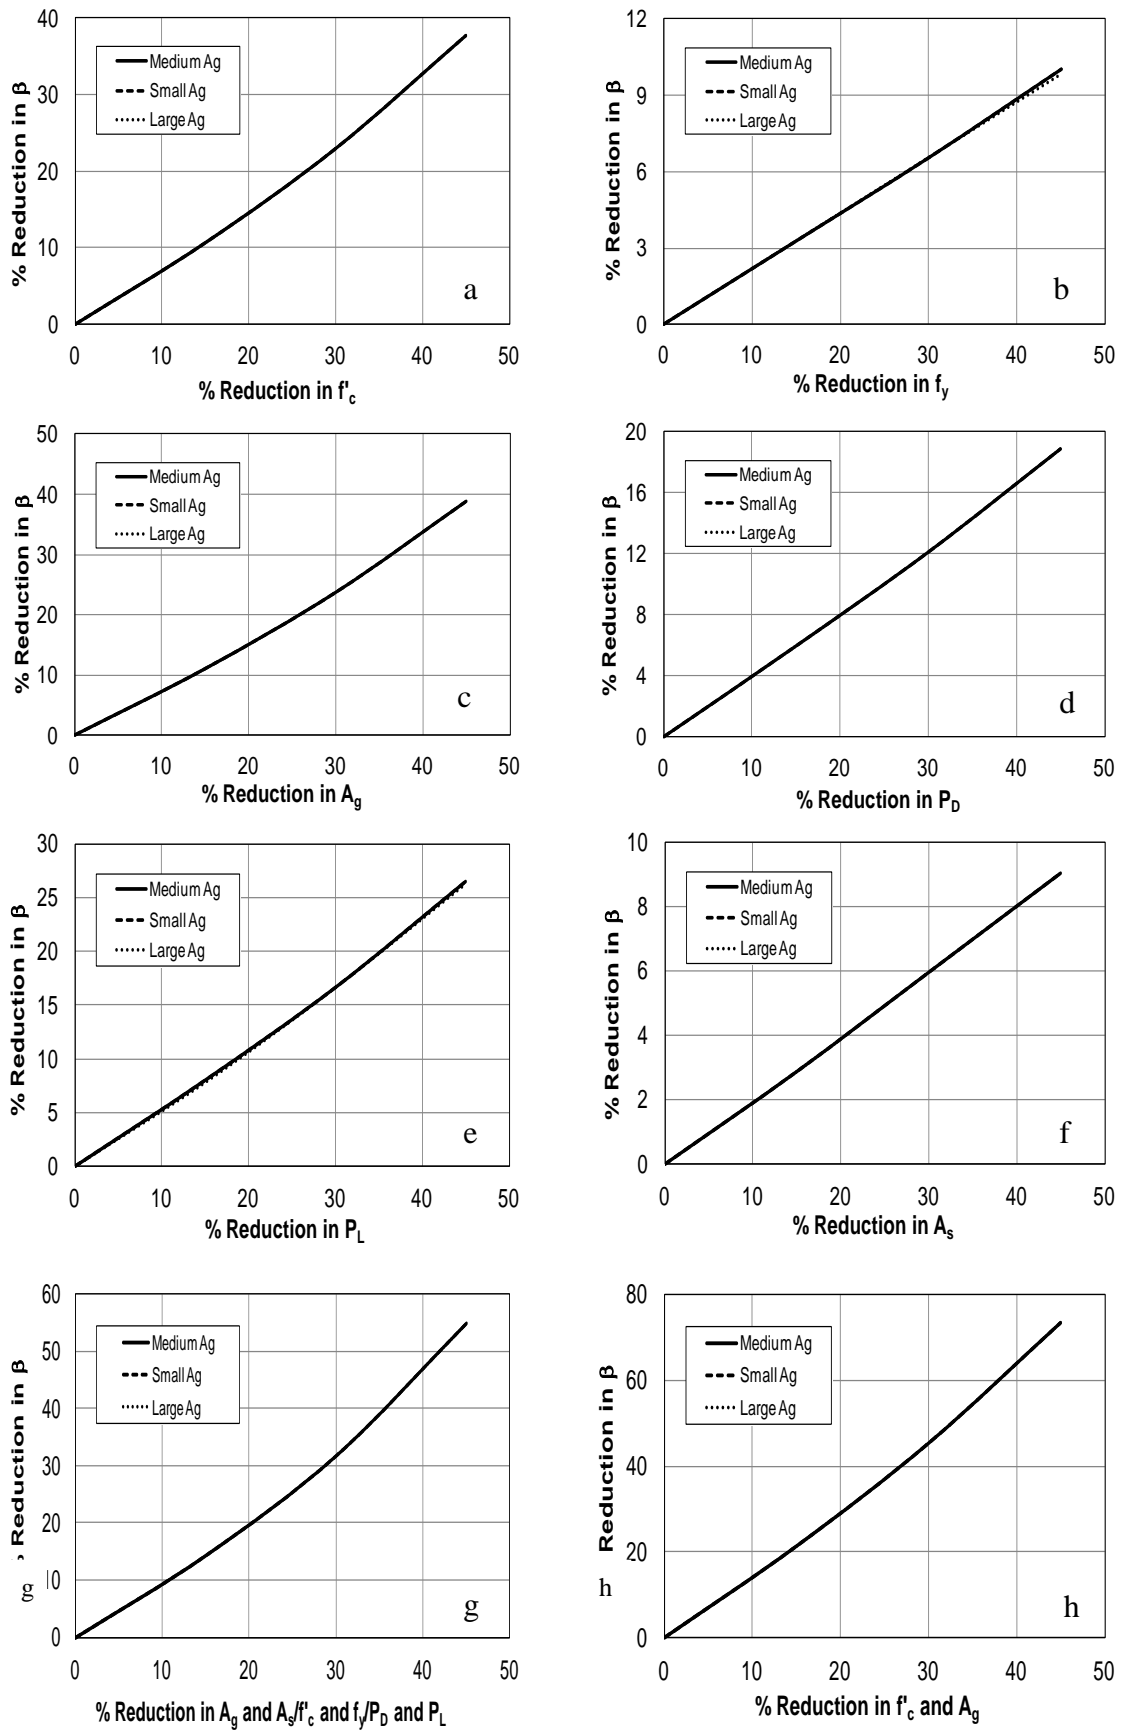 40
30
20
10
0
% Reduction in β
Medium Ag
Small Ag
Large Ag
a
0 10 20 30 40 50
% Reduction in f'c
12
9
6
3
0
% Reduction in β
Medium Ag
Small Ag
Large Ag
b
0 10 20 30 40 50
% Reduction in fy
50
40
30
20
10
0
% Reduction in β
Medium Ag
Small Ag
Large Ag
c
0 10 20 30 40 50
% Reduction in Ag
20
16
12
8
4
0
% Reduction in β
Medium Ag
Small Ag
Large Ag
d
0 10 20 30 40 50
% Reduction in PD
30
25
20
15
10
5
0
% Reduction in β
Medium Ag
Small Ag
Large Ag
e
0 10 20 30 40 50
% Reduction in PL
10
8
6
4
2
0
% Reduction in β
Medium Ag
Small Ag
Large Ag
f
0 10 20 30 40 50
% Reduction in As
60
50
40
30
20
10
0
Reduction in β
Medium Ag
Small Ag
Large Ag
g
g
0 10 20 30 40 50
% Reduction in Ag and As/f'c and fy/PD and PL
80
60
40
20
0
Reduction in β
Medium Ag
Small Ag
Large Ag
h
h
0 10 20 30 40 50
% Reduction in f'c and Ag